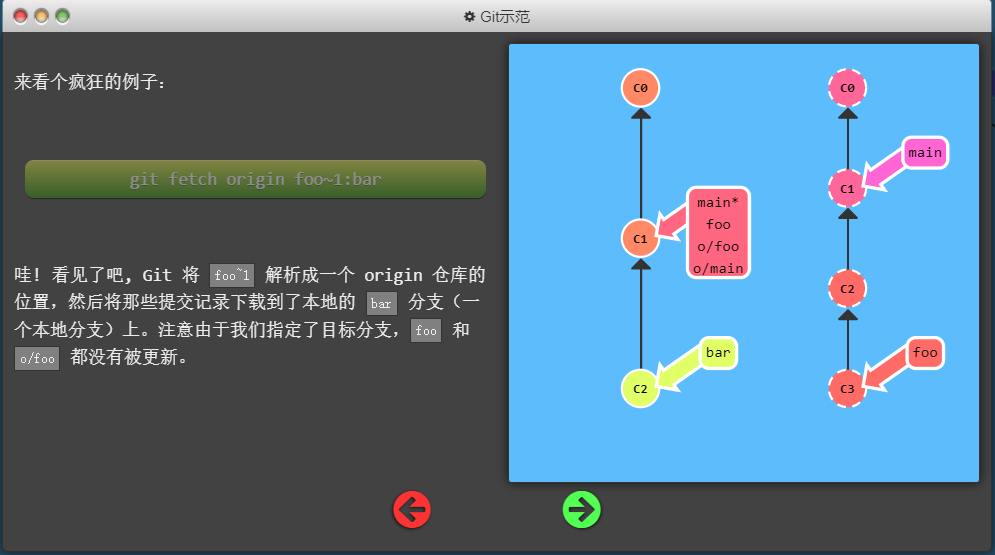 Git示范
来看个疯狂的例子：
git fetch origin foo~1:bar
哇！看见了吧，Git 将 foo~1 解析成一个 origin 仓库的
位置，然后将那些提交记录下载到了本地的 bar 分支（一
个本地分支）上。注意由于我们指定了目标分支，foo 和
o/foo 都没有被更新。
C0
C1
main*
foo
o/foo
o/main
C2
bar
C0
main
C1
C2
foo
C3